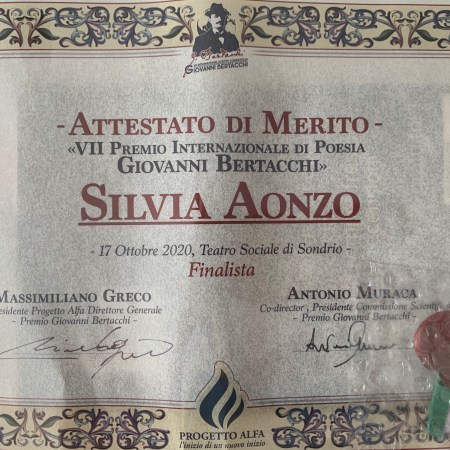 GIOVANNI BERTACCHI
- ATTESTATO DI MERITO -
«VII PREMIO INTERNAZIONALE DI POESIA
GIOVANNI BERTACCHI»
SILVIA AONZO
- 17 Ottobre 2020, Teatro Sociale di Sondrio -
Finalista
MASSIMILIANO GRECO
esidente Progetto Alfa Direttore Generale
- Premio Giovanni Bertacchi -
ANTONIO MURACA
Co-director, Presidente Commissione Scientifica
- Premio Giovanni Bertacchi -
PROGETTO ALFA
l'inizio di un nuovo inizio